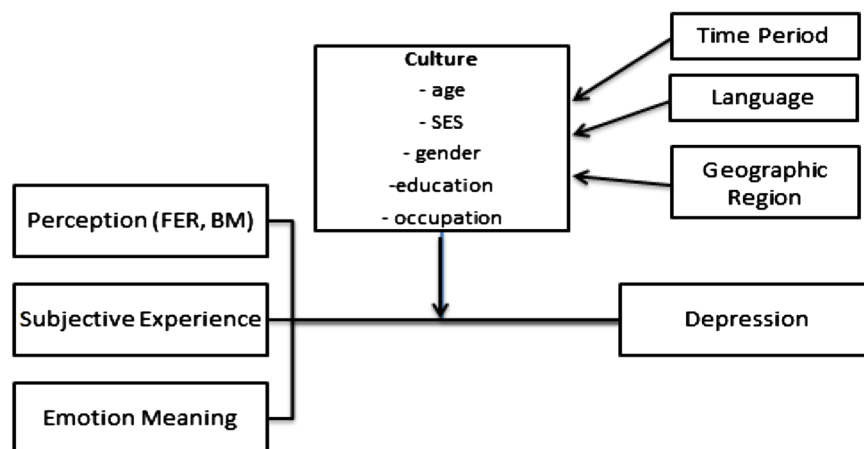 Culture
- age
- SES
- gender
-education
- occupation
Time Period
Language
Geographic
Region
Perception (FER, BM)
Subjective Experience
Emotion Meaning
Depression